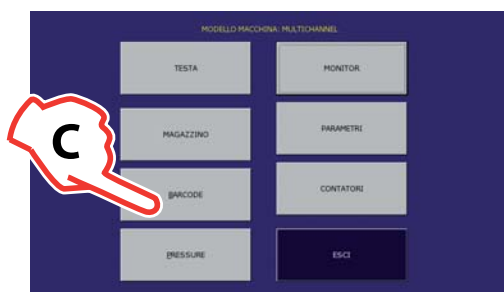 MODELLO MACCHINA: MULTICHANNEL
TESTA
MONITOR
MAGAZZINO
PARAMETRI
C
BARCODE
CONTATORI
PRESSURE
ESCI